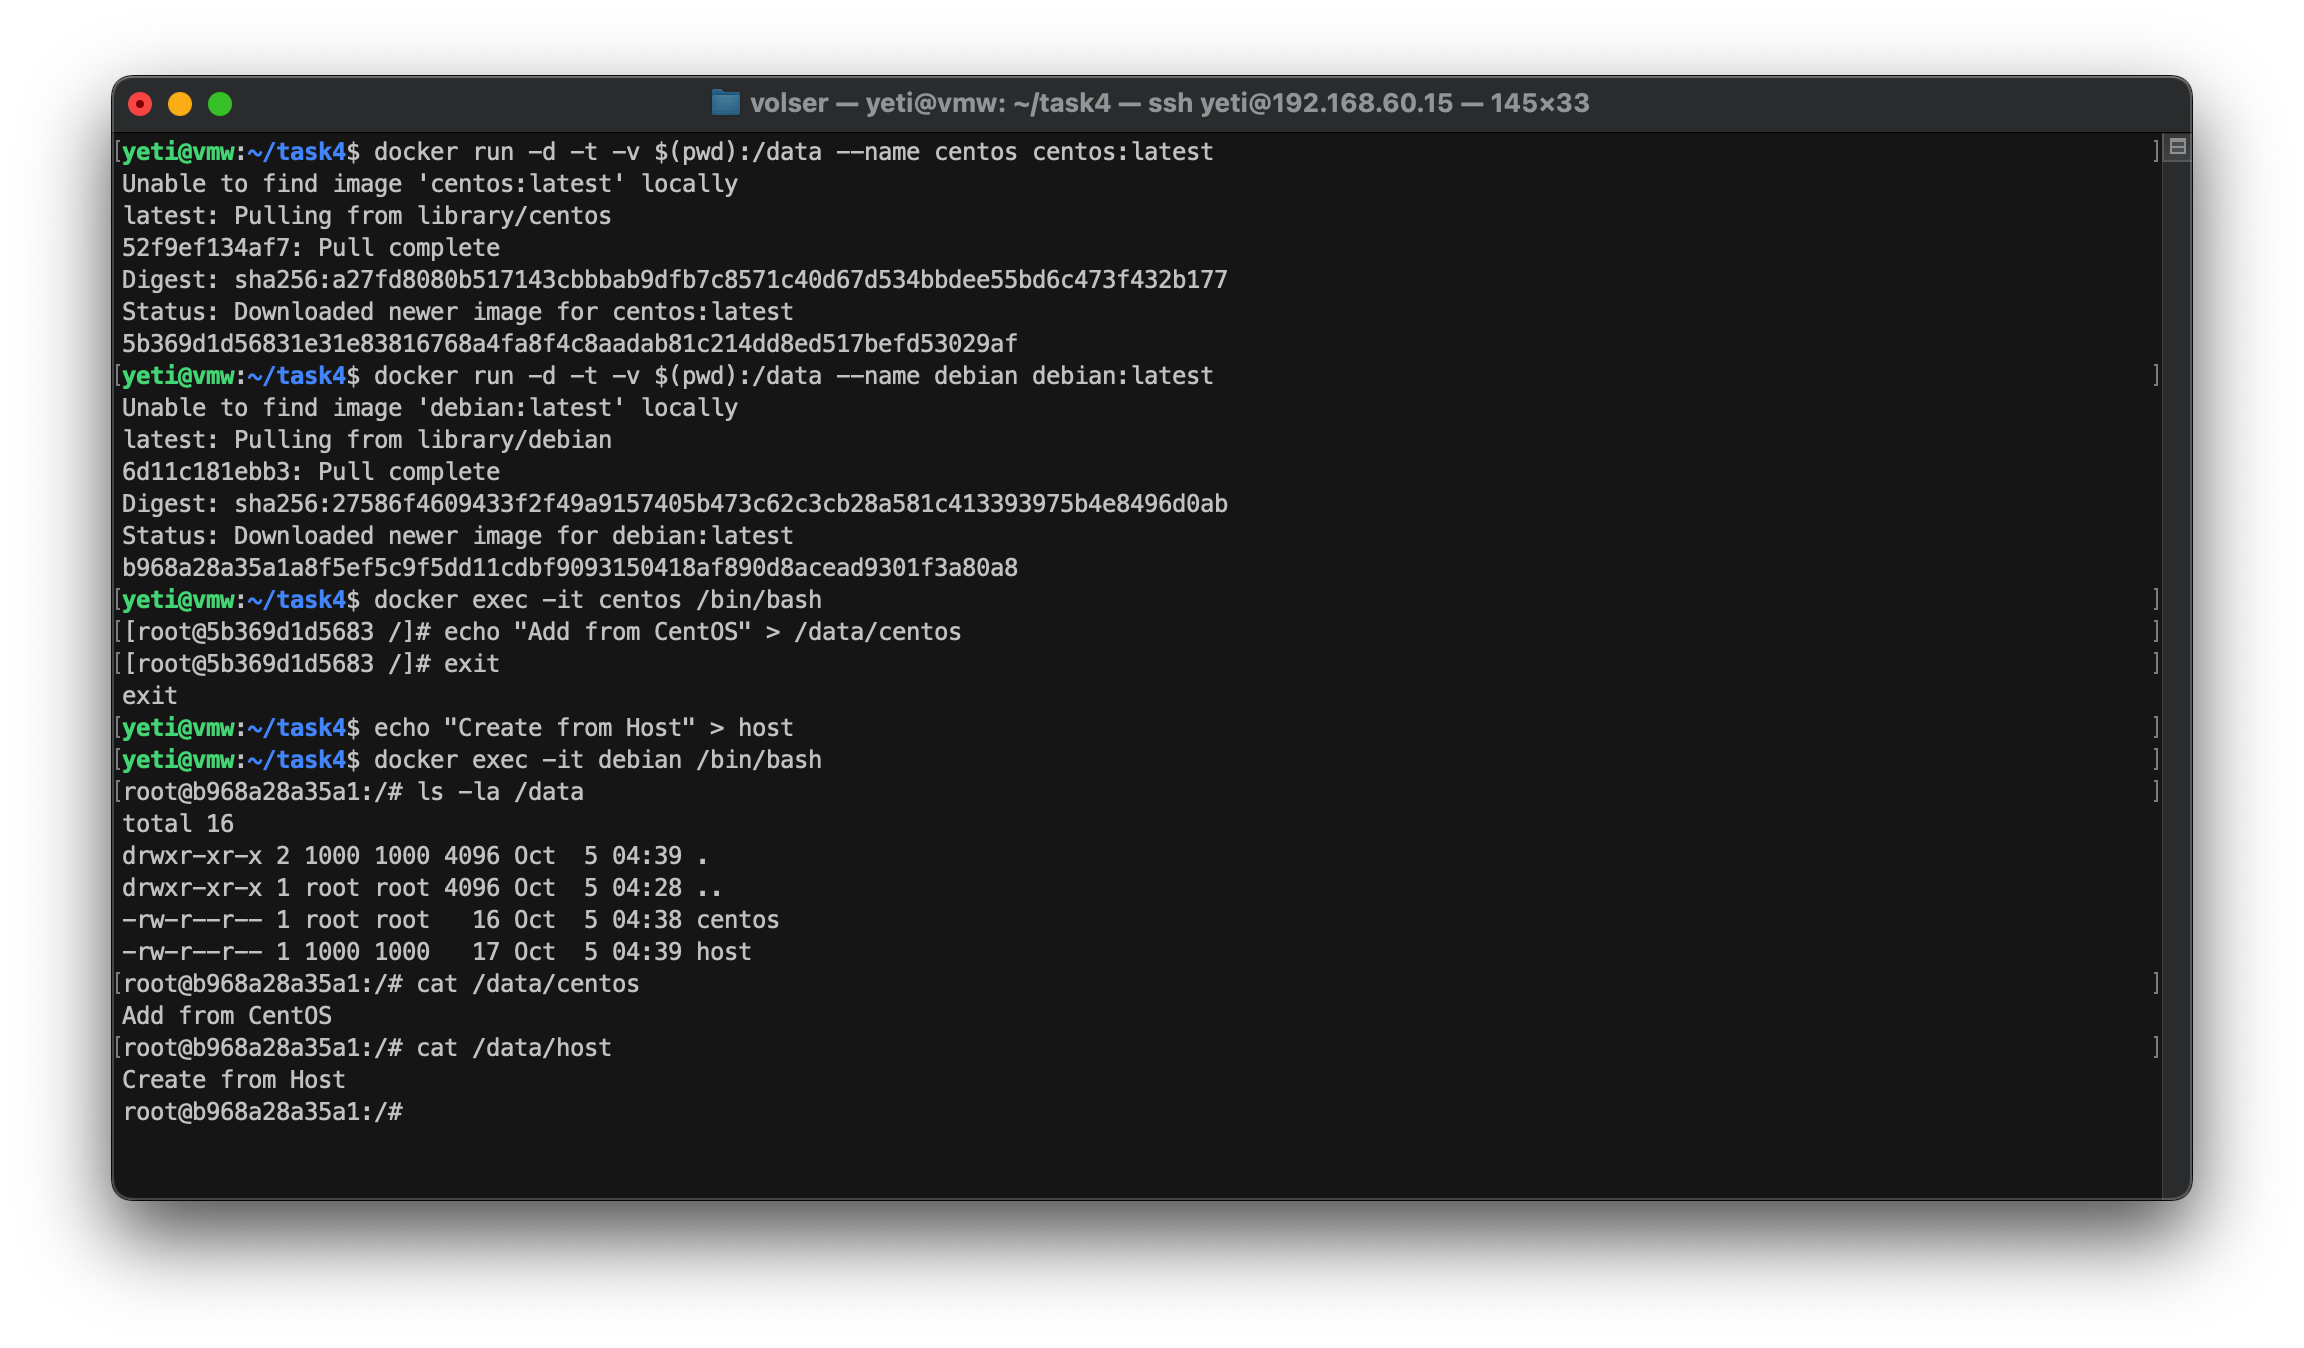 volser — yeti@vmw: ~/task4 — ssh yeti@192.168.60.15 — 145×33
[yeti@vmw:~/task4$ docker run -d -t -v $(pwd):/data --name centos centos:latest ]
Unable to find image 'centos:latest' locally
latest: Pulling from library/centos
52f9ef134af7: Pull complete
Digest: sha256:a27fd8080b517143cbbbab9dfb7c8571c40d67d534bbdee55bd6c473f432b177
Status: Downloaded newer image for centos:latest
5b369d1d56831e31e83816768a4fa8f4c8aadab81c214dd8ed517befd53029af
[yeti@vmw:~/task4$ docker run -d -t -v $(pwd):/data --name debian debian:latest ]
Unable to find image 'debian:latest' locally
latest: Pulling from library/debian
6d11c181ebb3: Pull complete
Digest: sha256:27586f4609433f2f49a9157405b473c62c3cb28a581c413393975b4e8496d0ab
Status: Downloaded newer image for debian:latest
b968a28a35a1a8f5ef5c9f5dd11cdbf9093150418af890d8acead9301f3a80a8
[yeti@vmw:~/task4$ docker exec -it centos /bin/bash ]
[[root@5b369d1d5683 /]# echo "Add from CentOS" > /data/centos ]
[[root@5b369d1d5683 /]# exit ]
exit
[yeti@vmw:~/task4$ echo "Create from Host" > host ]
[yeti@vmw:~/task4$ docker exec -it debian /bin/bash ]
[root@b968a28a35a1:/# ls -la /data ]
total 16
drwxr-xr-x 2 1000 1000 4096 Oct  5 04:39 .
drwxr-xr-x 1 root root 4096 Oct  5 04:28 ..
-rw-r--r-- 1 root root   16 Oct  5 04:38 centos
-rw-r--r-- 1 1000 1000   17 Oct  5 04:39 host
[root@b968a28a35a1:/# cat /data/centos ]
Add from CentOS
[root@b968a28a35a1:/# cat /data/host ]
Create from Host
root@b968a28a35a1:/#